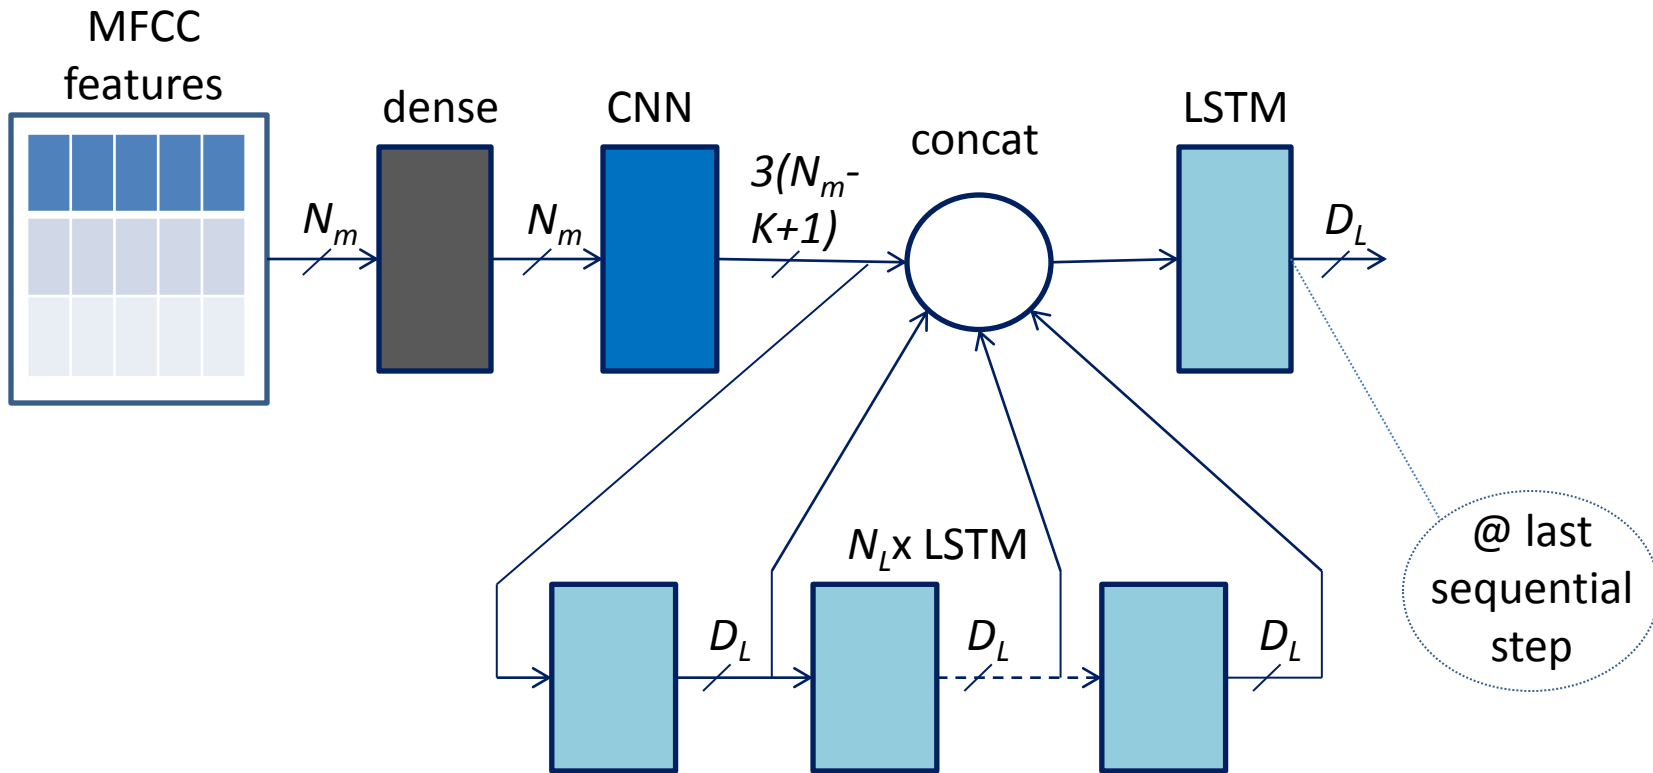 MFCC
features
dense
CNN
concat
LSTM
N_m
N_m
3(N_m-
K+1)
D_L
N_L x LSTM
D_L
D_L
D_L
@ last
sequential
step